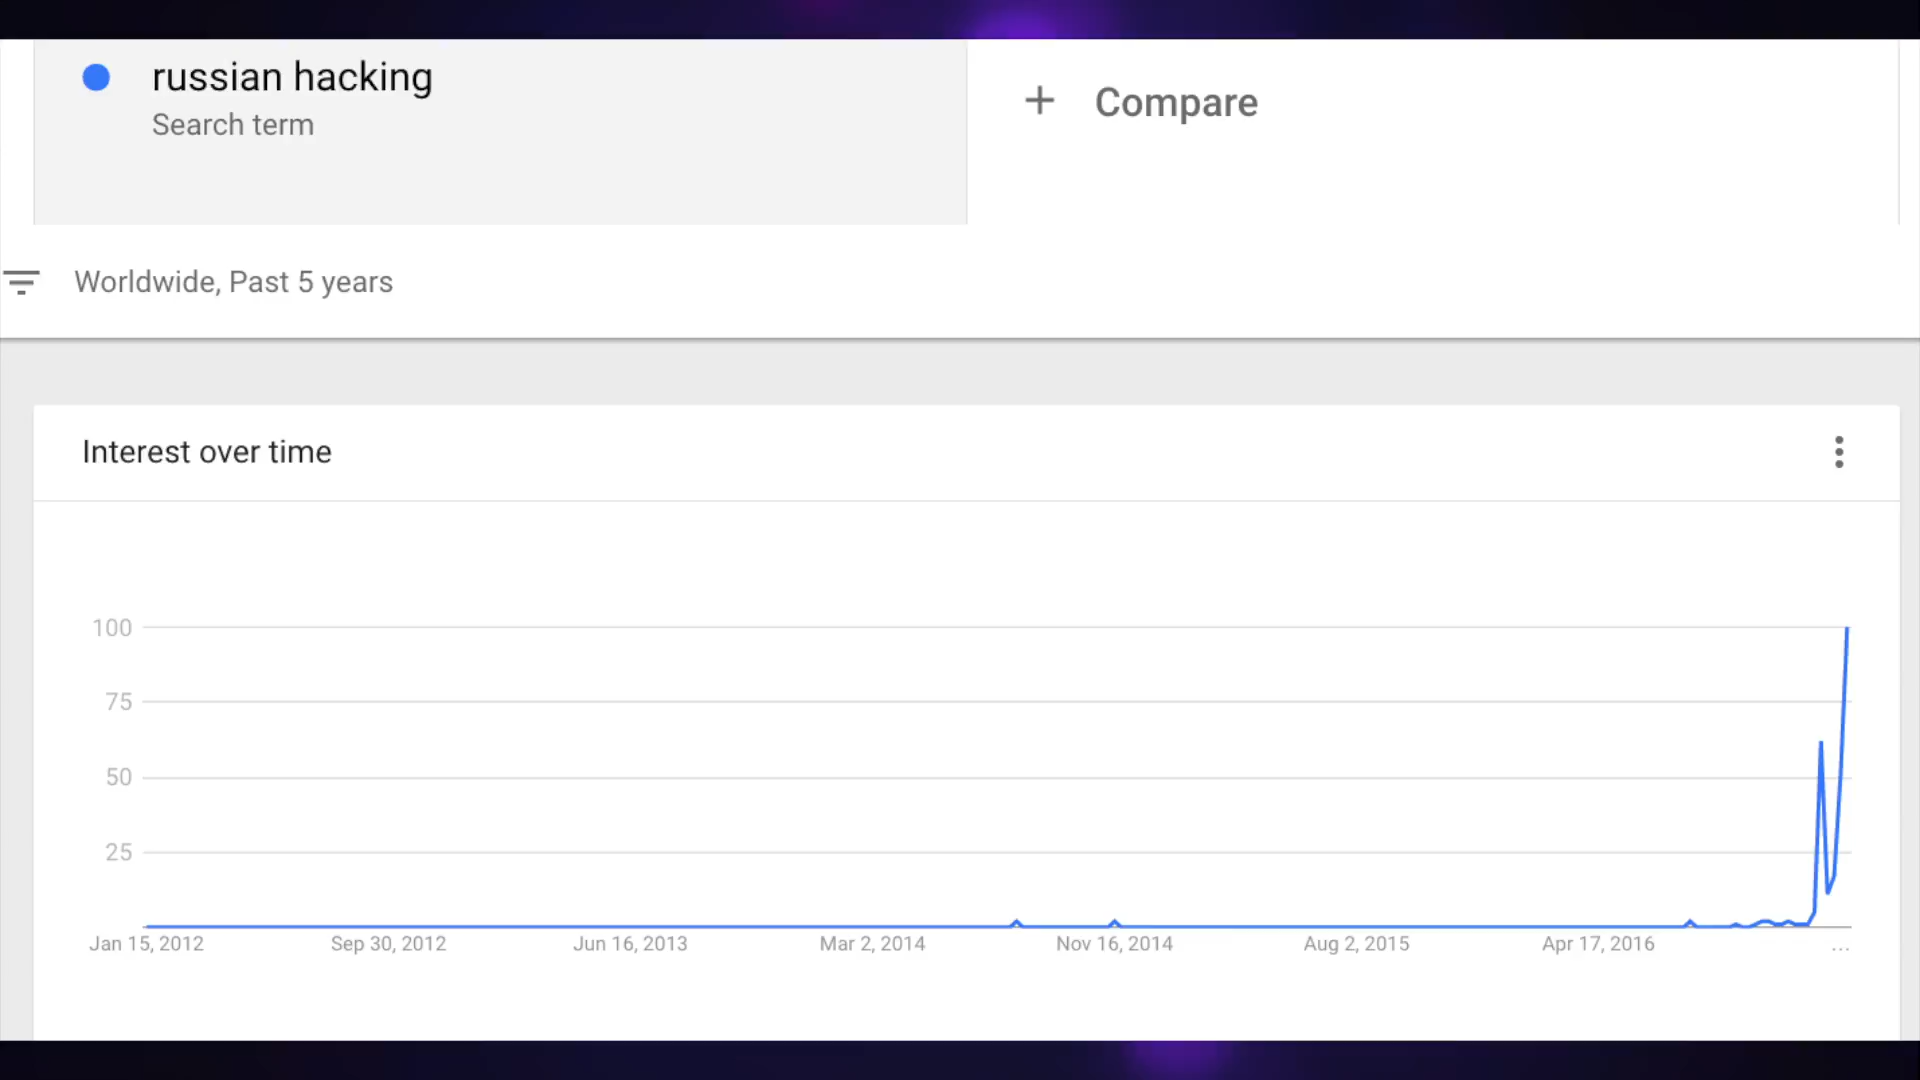 russian hacking
Search term
+ Compare
Worldwide, Past 5 years
Interest over time
100
75
50
25
Jan 15, 2012 Sep 30, 2012 Jun 16, 2013 Mar 2, 2014 Nov 16, 2014 Aug 2, 2015 Apr 17, 2016 ...